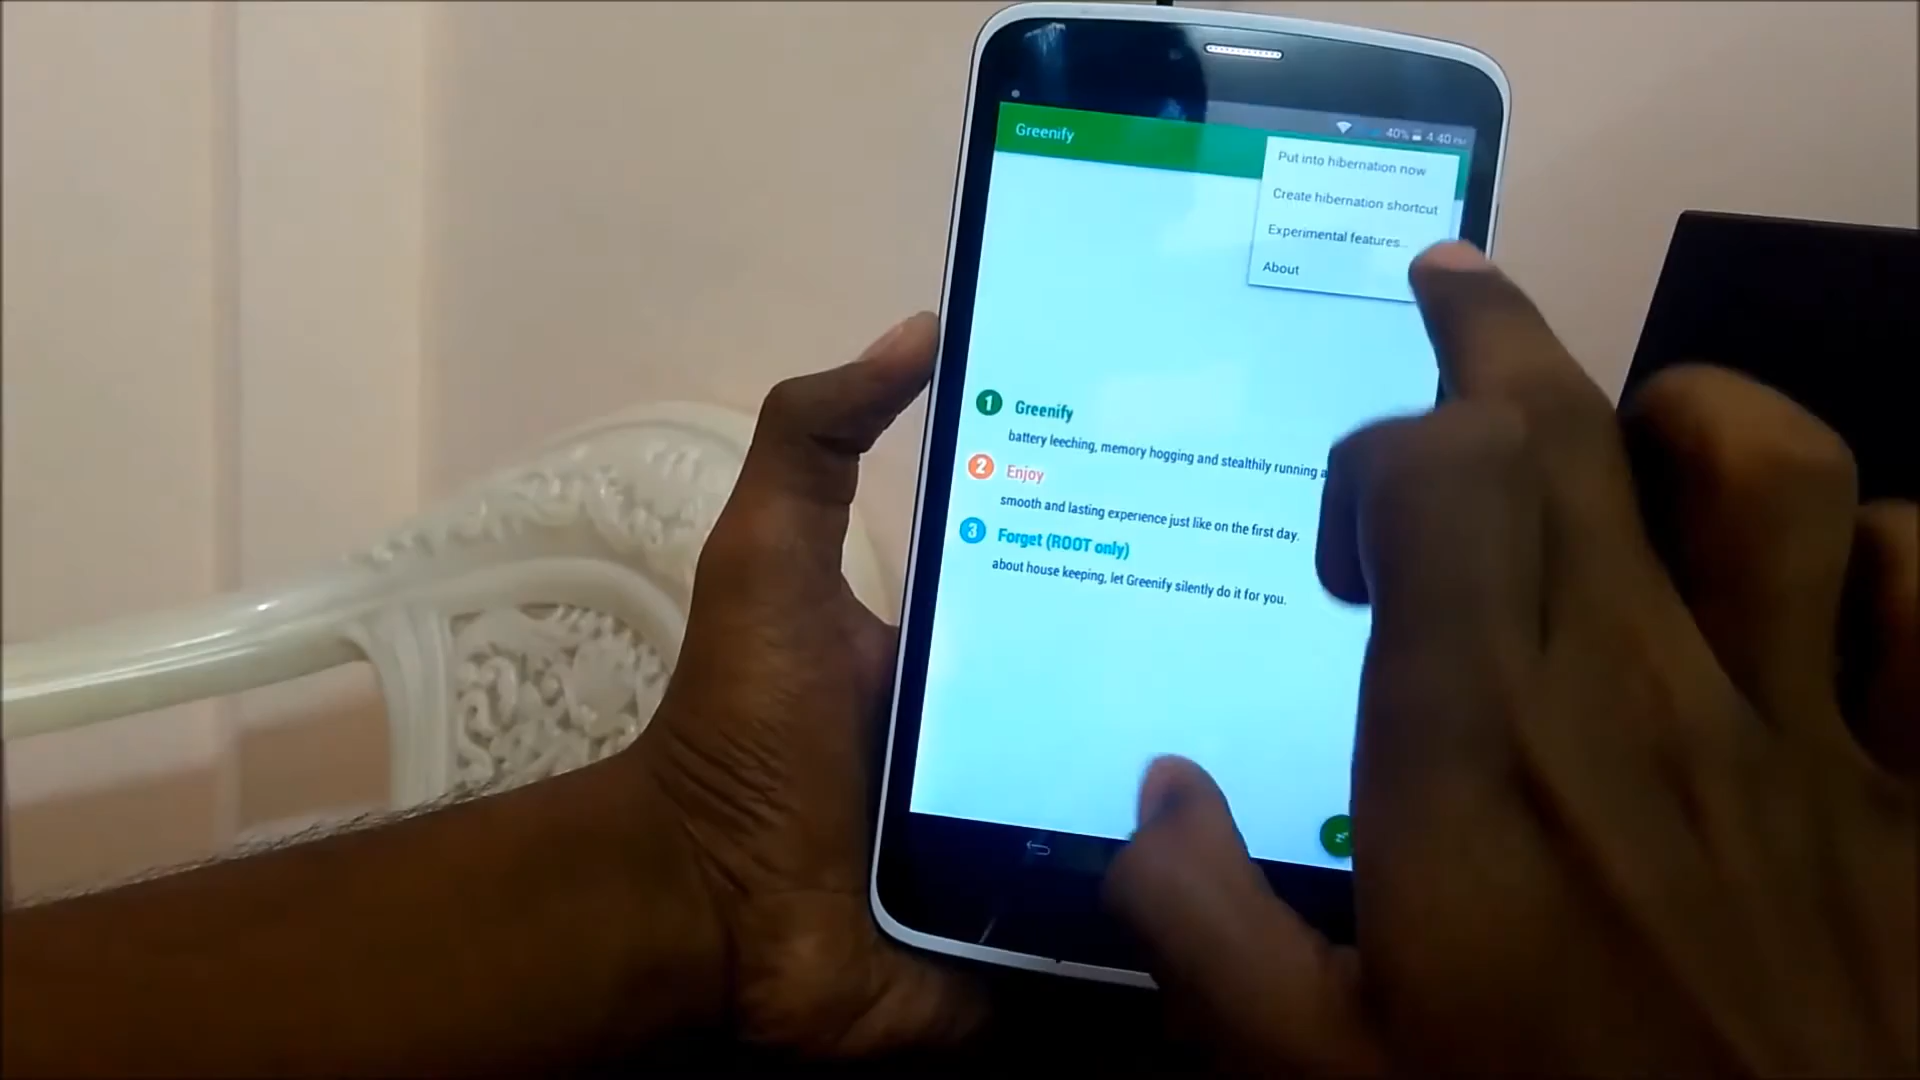 40% 4:40 PM
Greenify
Put into hibernation now
Create hibernation shortcut
Experimental features...
About
1 Greenify
battery leeching, memory hogging and stealthily running
2 Enjoy
smooth and lasting experience just like on the first day.
3 Forget (ROOT only)
about house keeping, let Greenify silently do it for you.